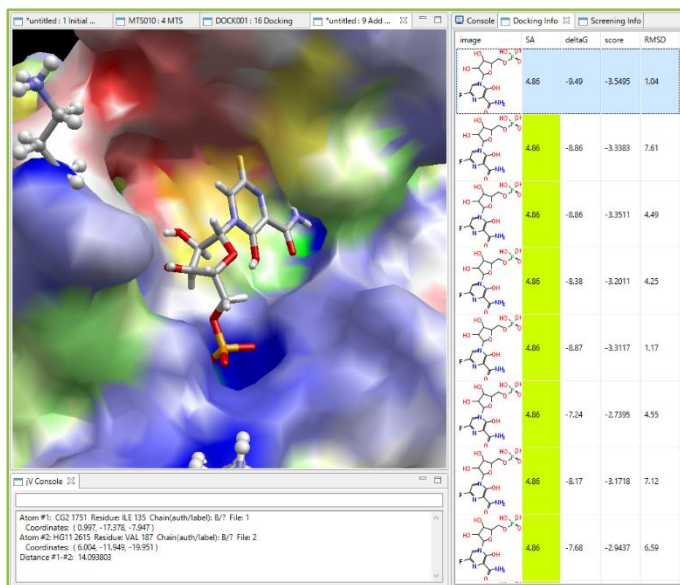 *untitled : 1 Initial ...
MTS010 : 4 MTS
DOCK001 : 16 Docking
*untitled : 9 Add ...
Console
Docking Info
Screening Info
image SA deltaG score RMSD
4.86 -9.49 -3.5495 1.04
4.86 -8.86 -3.3383 7.61
4.86 -8.86 -3.3511 4.49
4.86 -8.38 -3.2011 4.25
4.86 -8.87 -3.3117 1.17
4.86 -7.24 -2.7395 4.55
4.86 -8.17 -3.1718 7.12
4.86 -7.68 -2.9437 6.59
jV Console
Atom #1: CG2 1751 Residue: ILE 135 Chain(auth/label): B/? File: 1
Coordinates: ( 0.997, -17.378, -7.947)
Atom #2: HG11 2615 Residue: VAL 187 Chain(auth/label): B/? File: 2
Coordinates: ( 6.004, -11.949, -19.951)
Distance #1-#2: 14.093803